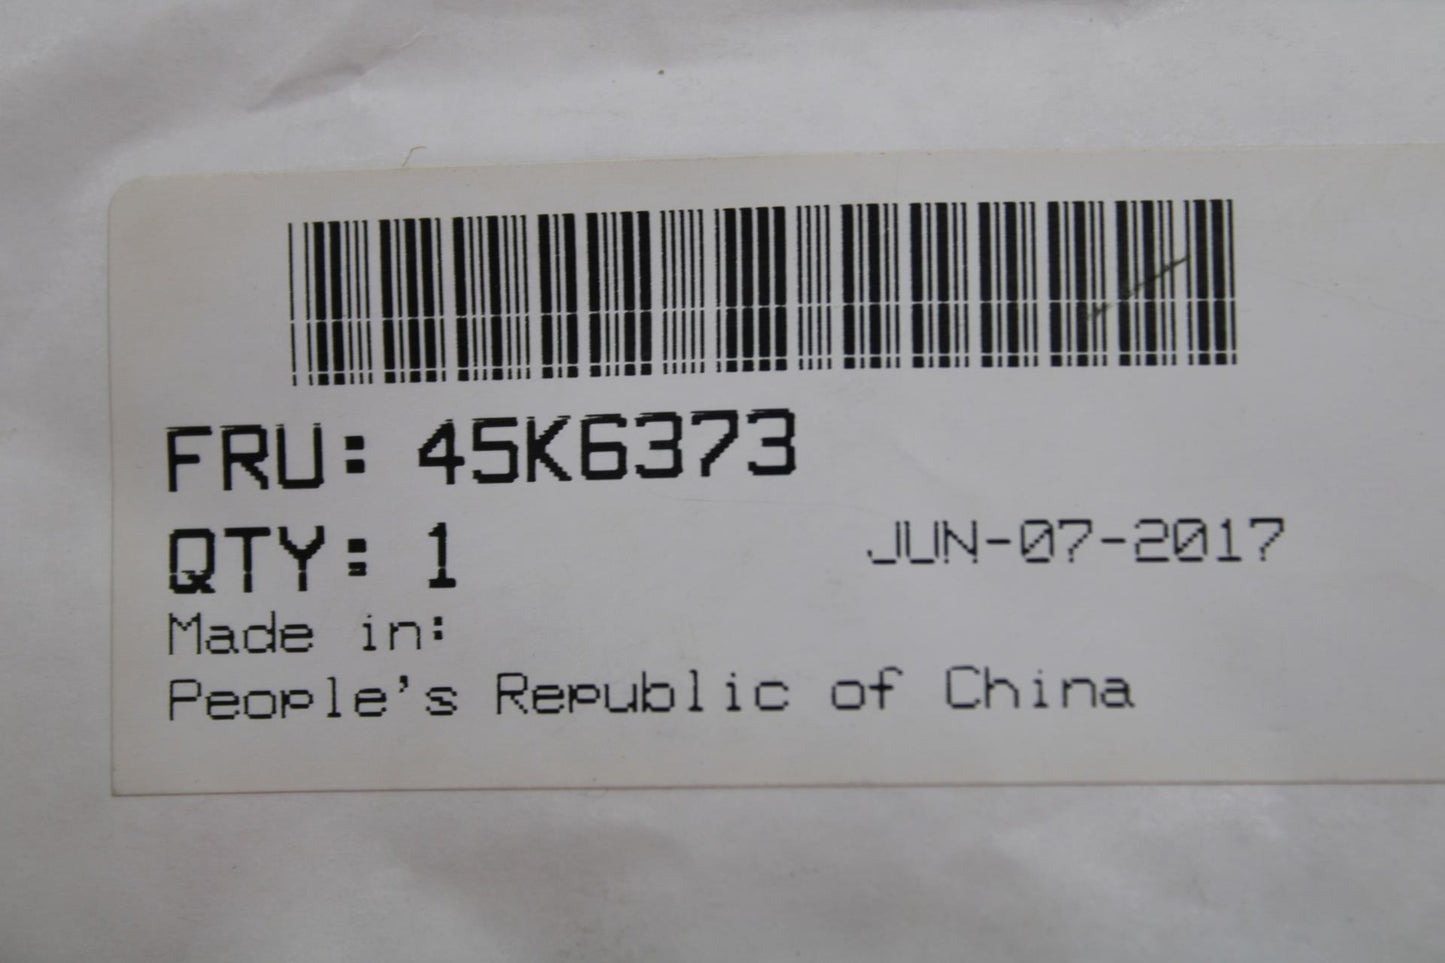 FRU: 45K6373
QTY: 1 JUN-07-2017
Made in:
People's Republic of China